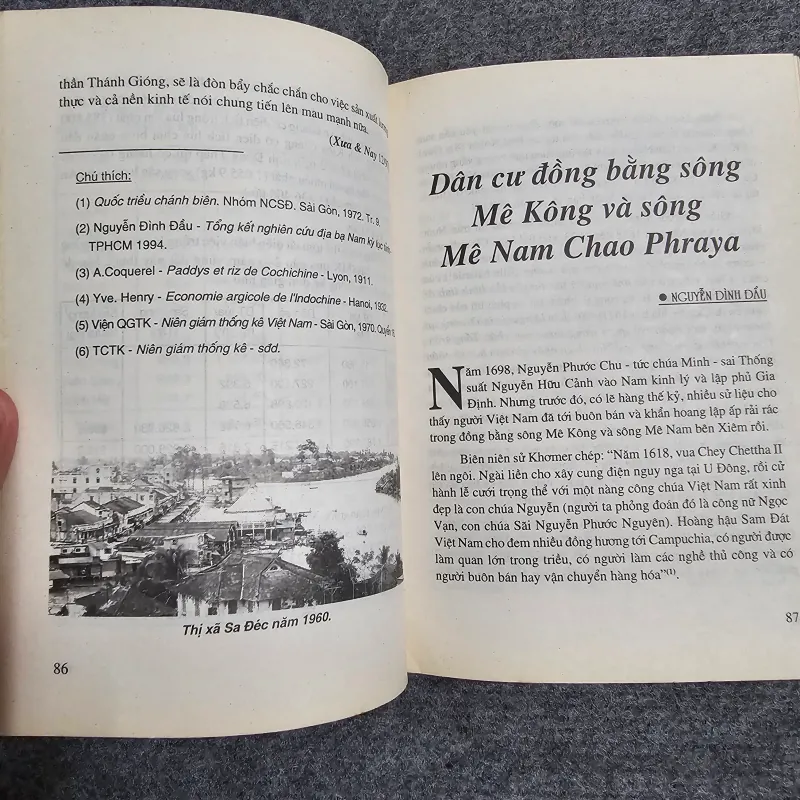 thần Thánh Gióng, sẽ là đòn bẩy chắc chắn cho việc sản xuất lương
thực và cả nền kinh tế nói chung tiến lên mau mạnh nữa.
(Xưa & Nay
Chú thích:
(1) Quốc triều chánh biên. Nhóm NCSĐ. Sài Gòn, 1972. Tr. 9.
(2) Nguyễn Đình Đầu - Tổng kết nghiên cứu địa bạ Nam kỳ lục tỉnh.
TPHCM 1994.
(3) A.Coquerel - Paddys et riz de Cochichine - Lyon, 1911.
(4) Yve. Henry - Economie argicole de l'Indochine - Hanoi, 1932.
(5) Viện QGTK - Niên giám thống kê Việt Nam - Sài Gòn, 1970. Quyển
(6) TCTK - Niên giám thống kê - sđd.
Thị xã Sa Đéc năm 1960.
86
Dân cư đồng bằng sông
Mê Kông và sông
Mê Nam Chao Phraya
● NGUYỄN ĐÌNH ĐẦU
Năm 1698, Nguyễn Phước Chu - tức chúa Minh - sai Thống
suất Nguyễn Hữu Cảnh vào Nam kinh lý và lập phủ Gia
Định. Nhưng trước đó, có lẽ hàng thế kỷ, nhiều sử liệu cho
thấy người Việt Nam đã tới buôn bán và khẩn hoang lập ấp rải rác
trong đồng bằng sông Mê Kông và sông Mê Nam bên Xiêm rồi.
Biên niên sử Khơmer chép: “Năm 1618, vua Chey Chettha II
lên ngôi. Ngài liền cho xây cung điện nguy nga tại U Đông, rồi cử
hành lễ cưới trọng thể với một nàng công chúa Việt Nam rất xinh
đẹp là con chúa Nguyễn (người ta phỏng đoán đó là công nữ Ngọc
Vạn, con chúa Sãi Nguyễn Phước Nguyên). Hoàng hậu Sam Đát
Việt Nam cho đem nhiều đồng hương tới Campuchia, có người được
làm quan lớn trong triều, có người làm các nghề thủ công và có
người buôn bán hay vận chuyển hàng hóa”(1).
87